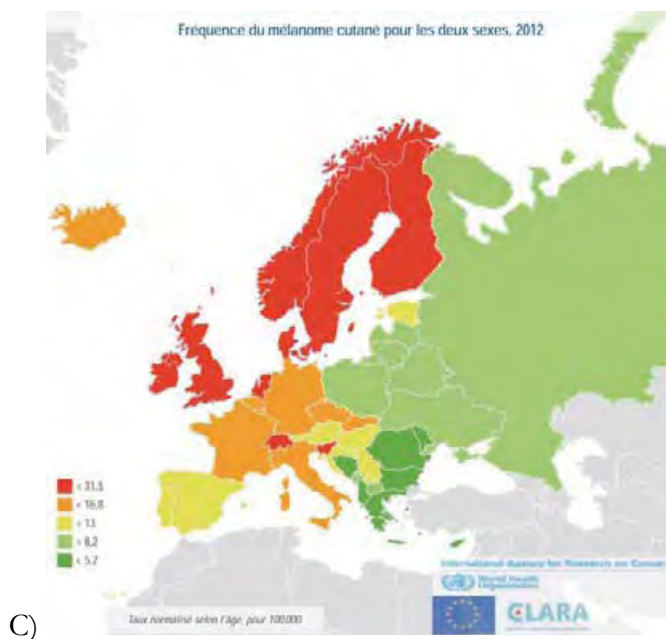 Fréquence du mélanome cutané pour les deux sexes, 2012
< 31,5
< 16,8
< 13
< 8,2
< 5,7
International Agency for Research on Cancer
World Health
Organization
CLARA
Taux normalisé selon l'âge, pour 100.000
C)